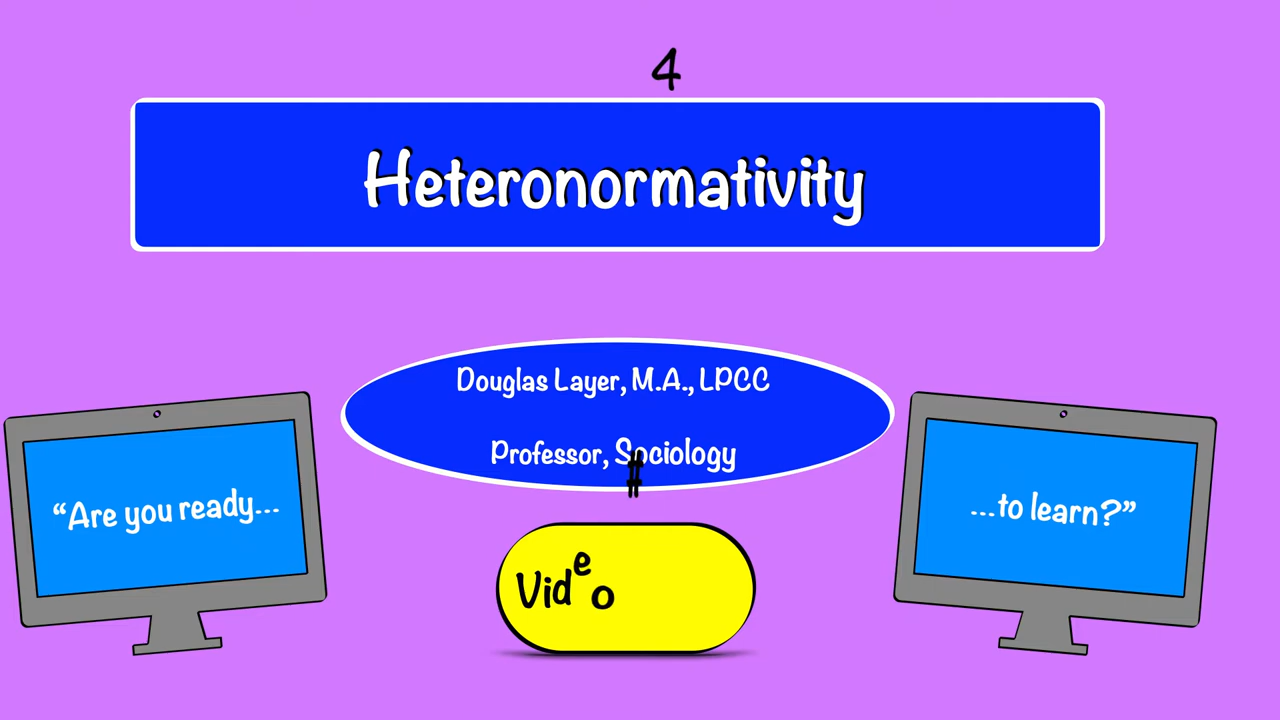 4
Heteronormativity
Douglas Layer, M.A., LPCC
Professor, Sociology
#
"Are you ready...
...to learn?"
Video